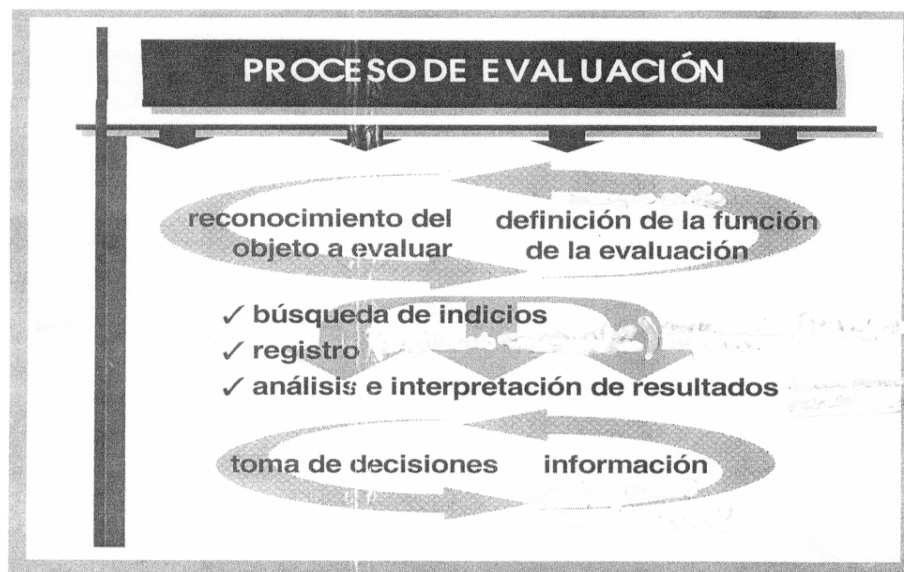 PROCESO DE EVALUACIÓN
reconocimiento del
objeto a evaluar
definición de la función
de la evaluación
✓ búsqueda de indicios
✓ registro
✓ análisis e interpretación de resultados
toma de decisiones
información